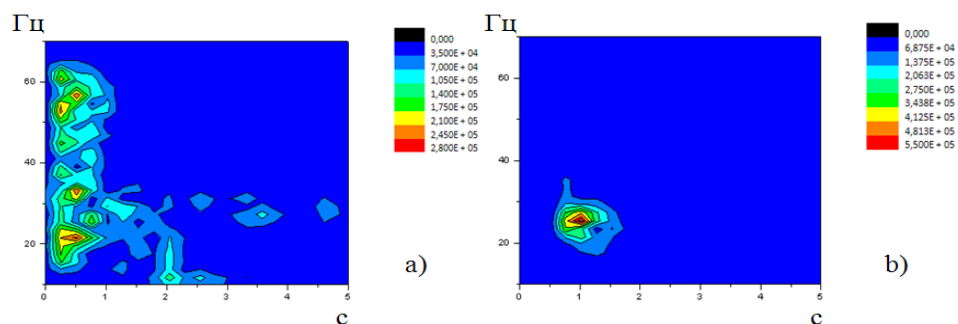 Гц
60
40
20
0
1
2
3
4
5
с
0,000
3,500E + 04
7,000E + 04
1,050E + 05
1,400E + 05
1,750E + 05
2,100E + 05
2,450E + 05
2,800E + 05
а)
Гц
60
40
20
0
1
2
3
4
5
с
0,000
6,875E + 04
1,375E + 05
2,063E + 05
2,750E + 05
3,438E + 05
4,125E + 05
4,813E + 05
5,500E + 05
b)